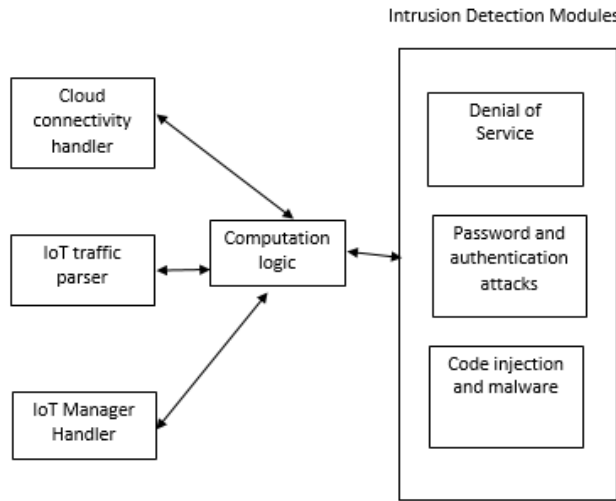 Intrusion Detection Modules
Cloud
connectivity
handler
IoT traffic
parser
IoT Manager
Handler
Computation
logic
Denial of
Service
Password and
authentication
attacks
Code injection
and malware